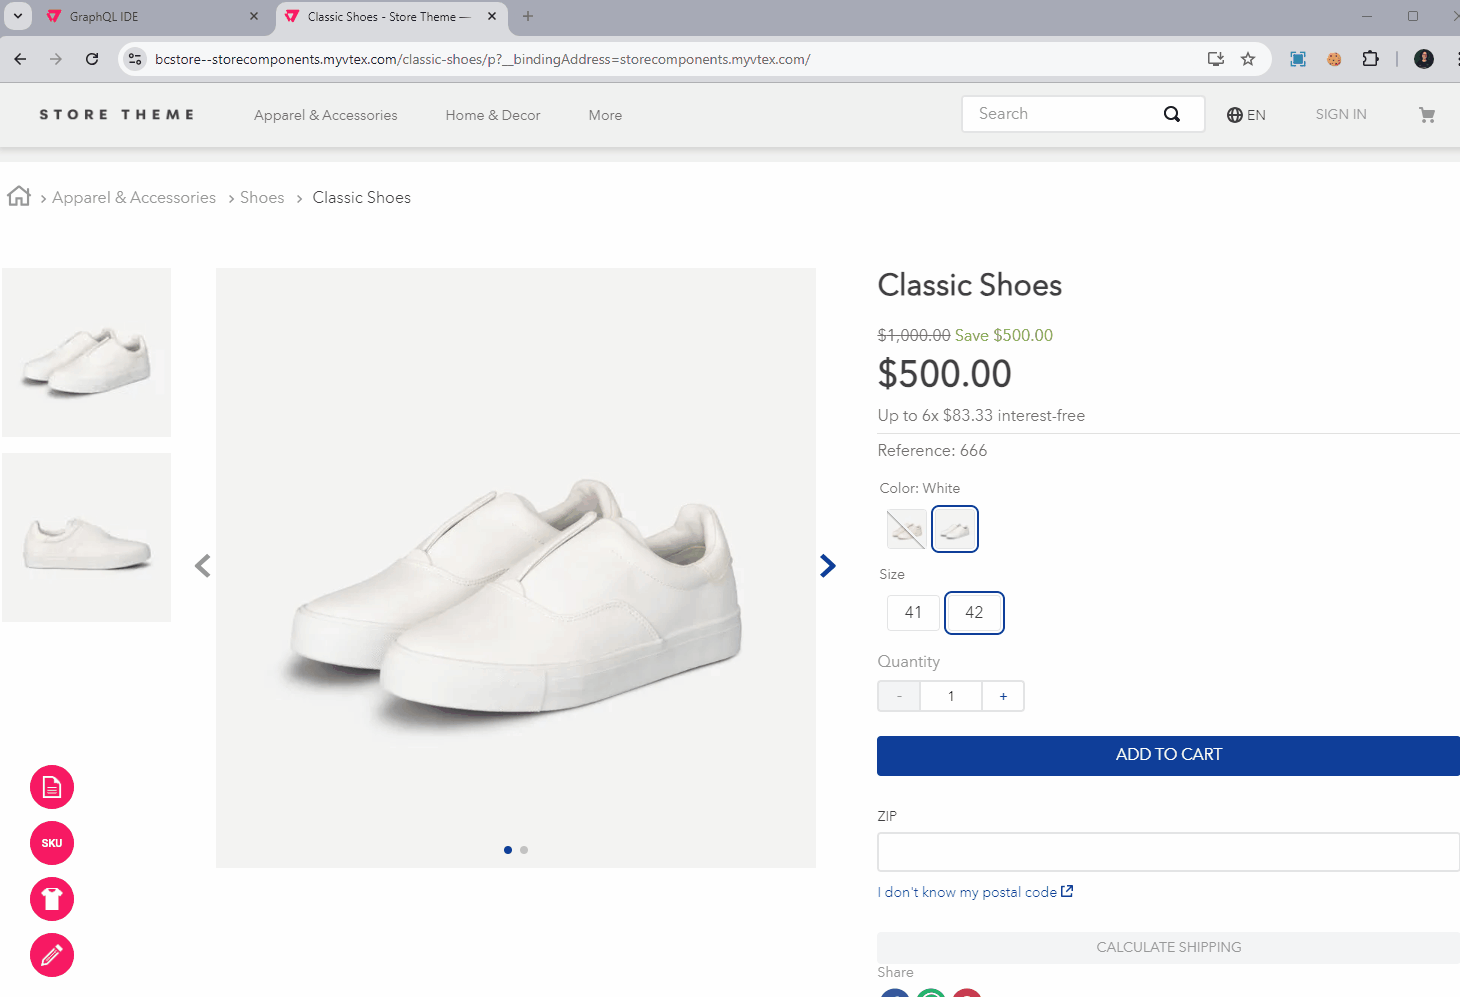 GraphQL IDE
Classic Shoes - Store Theme —
bcstore--storecomponents.myvtex.com/classic-shoes/p?__bindingAddress=storecomponents.myvtex.com/
STORE THEME
Apparel & Accessories
Home & Decor
More
Search
EN
SIGN IN
Apparel & Accessories
Shoes
Classic Shoes
Classic Shoes
$1,000.00 Save $500.00
$500.00
Up to 6x $83.33 interest-free
Reference: 666
Color: White
Size
41
42
Quantity
- 1 +
ADD TO CART
ZIP
I don't know my postal code
CALCULATE SHIPPING
Share
SKU